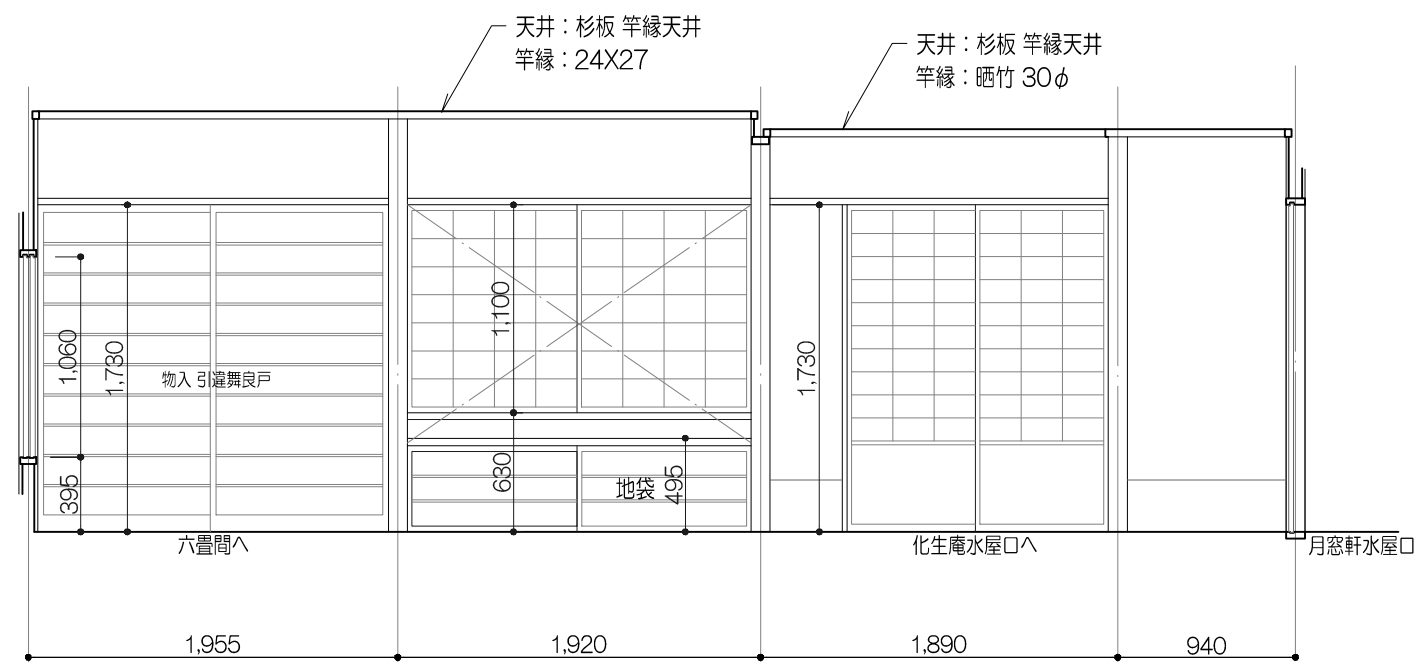 天井：杉板 竿縁天井
竿縁：24X27
天井：杉板 竿縁天井
竿縁：晒竹 30φ
1,060
1,730
395
物入 引違舞良戸
1,100
630
地袋
495
1,730
六畳間へ
化生庵水屋口へ
月窓軒水屋口
1,955
1,920
1,890
940